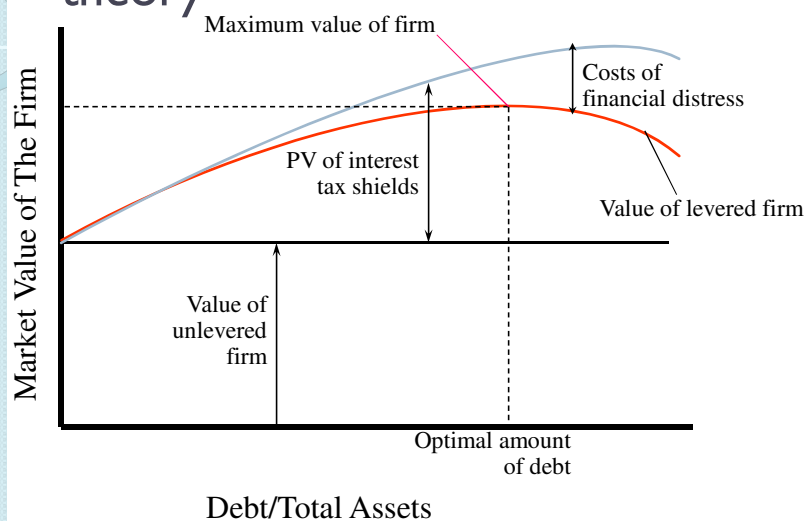 theory
Maximum value of firm
Costs of
financial distress
PV of interest
tax shields
Value of levered firm
Value of
unlevered
firm
Market Value of The Firm
Optimal amount
of debt
Debt/Total Assets